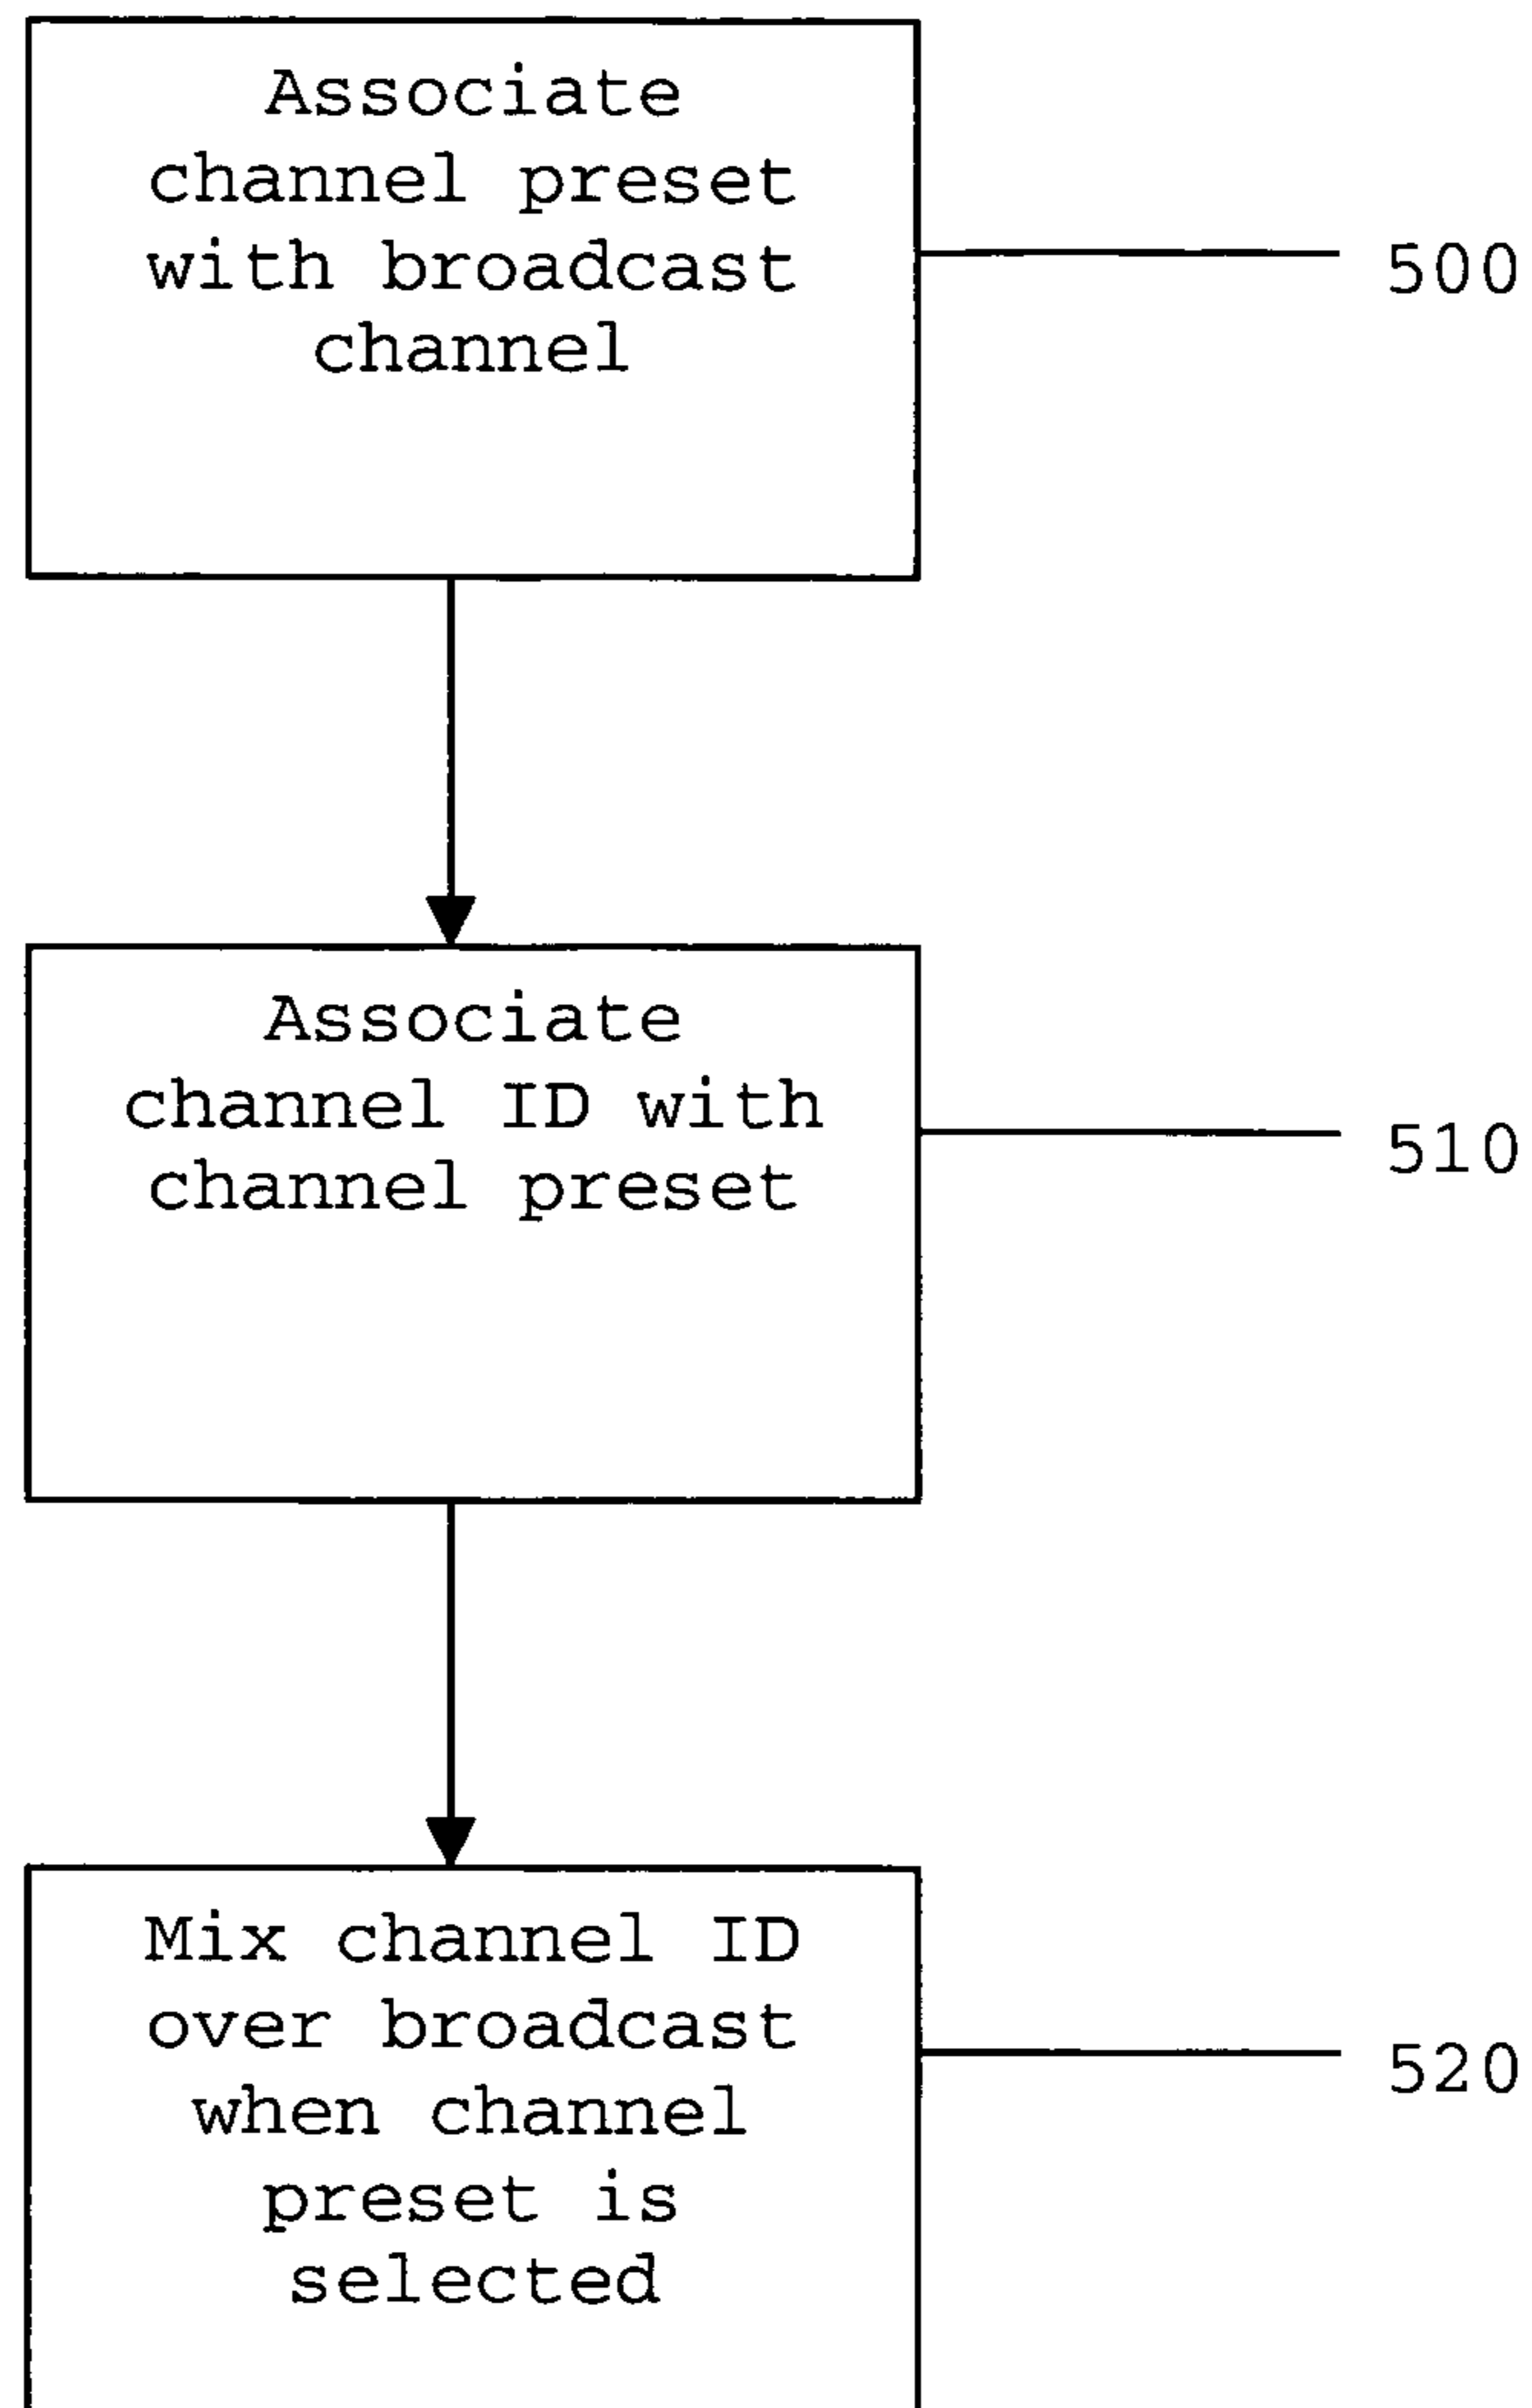 Associate
channel preset
with broadcast
channel
500
Associate
channel ID with
channel preset
510
Mix channel ID
over broadcast
when channel
preset is
selected
520